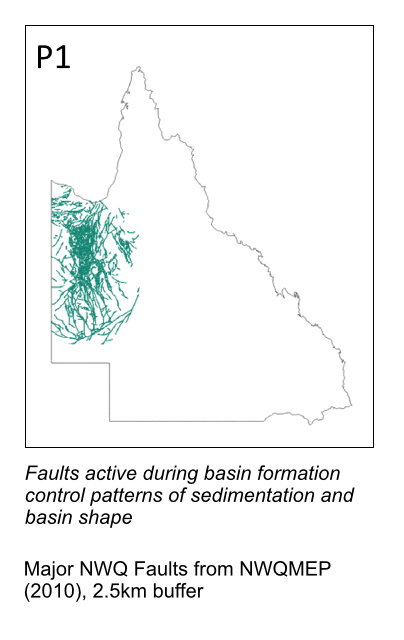 P1
Faults active during basin formation
control patterns of sedimentation and
basin shape
Major NWQ Faults from NWQMEP
(2010), 2.5km buffer